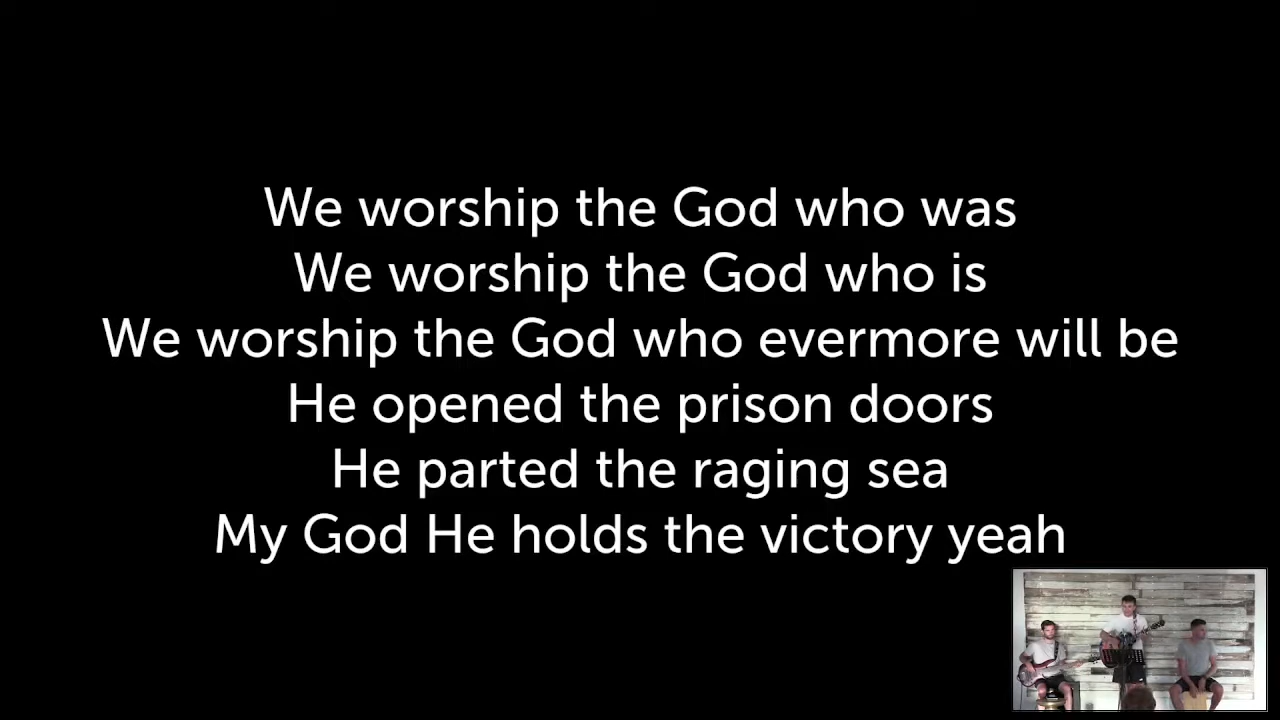 We worship the God who was
We worship the God who is
We worship the God who evermore will be
He opened the prison doors
He parted the raging sea
My God He holds the victory yeah